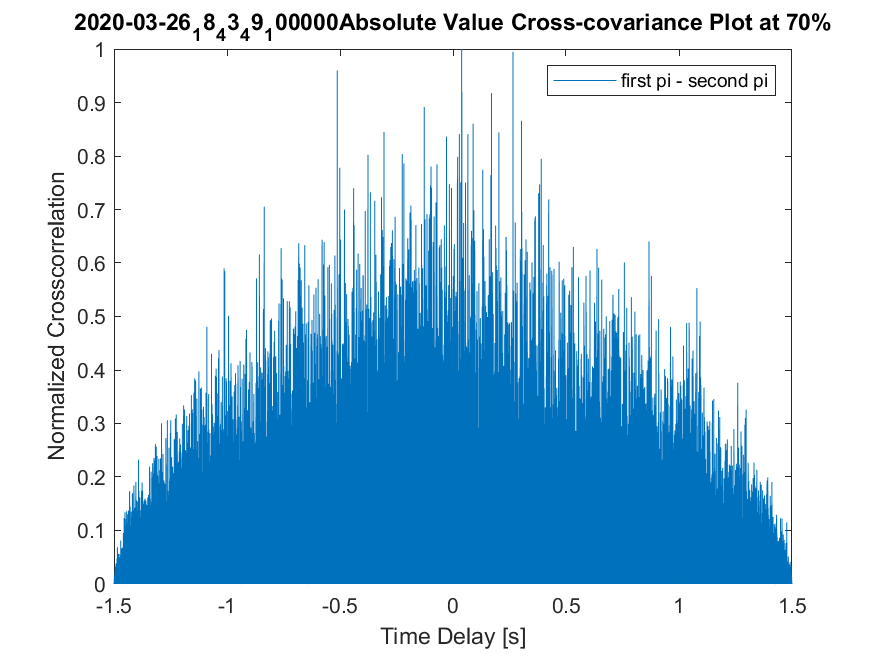 2020-03-26₁8₄3₄9₁00000Absolute Value Cross-covariance Plot at 70%
first pi - second pi
1
0.9
0.8
0.7
0.6
0.5
0.4
0.3
0.2
0.1
0
Normalized Crosscorrelation
-1.5 -1 -0.5 0 0.5 1 1.5
Time Delay [s]